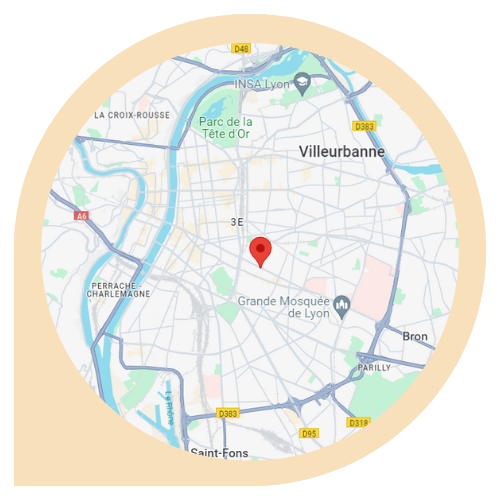 D48
INSA Lyon
LA CROIX-ROUSSE
Parc de la
Tête d'Or
D383
Villeurbanne
A6
3E
PERRACHE -
CHARLEMAGNE
Grande Mosquée
de Lyon
Bron
PARILLY
Le Rhône
D383
D318
D95
Saint-Fons